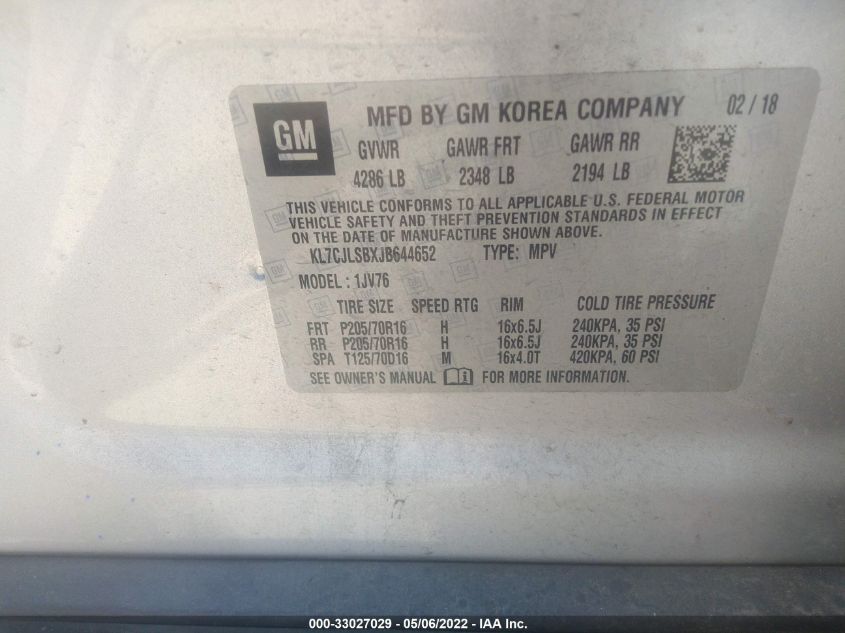 GM
MFD BY GM KOREA COMPANY 02 / 18
GVWR GAWR FRT GAWR RR
4286 LB 2348 LB 2194 LB
THIS VEHICLE CONFORMS TO ALL APPLICABLE U.S. FEDERAL MOTOR
VEHICLE SAFETY AND THEFT PREVENTION STANDARDS IN EFFECT
ON THE DATE OF MANUFACTURE SHOWN ABOVE.
KL7CJLSBXJB644652 TYPE: MPV
MODEL : 1JV76
TIRE SIZE SPEED RTG RIM COLD TIRE PRESSURE
FRT P205/70R16 H 16x6.5J 240KPA, 35 PSI
RR P205/70R16 H 16x6.5J 240KPA, 35 PSI
SPA T125/70D16 M 16x4.0T 420KPA, 60 PSI
SEE OWNER'S MANUAL FOR MORE INFORMATION.
000-33027029 - 05/06/2022 - IAA Inc.